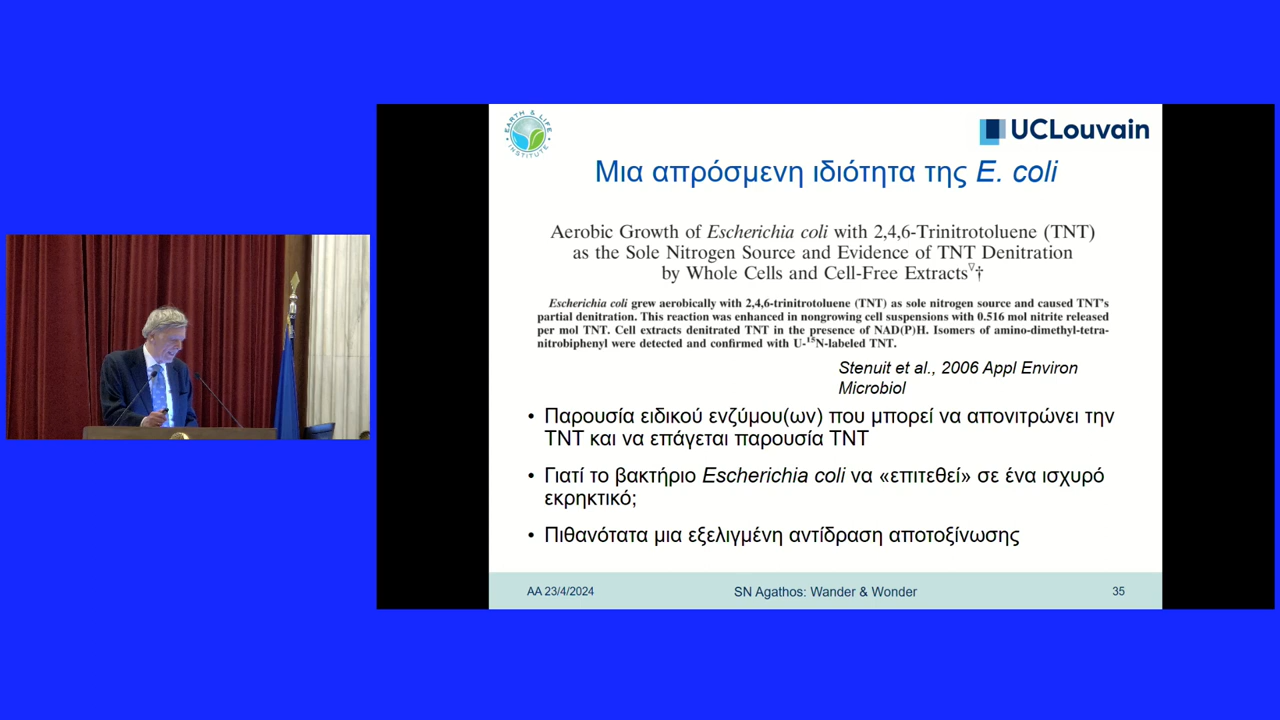 EARTH & LIFE INSTITUTE
UCLouvain
Μια απρόσμενη ιδιότητα της E. coli
Aerobic Growth of Escherichia coli with 2,4,6-Trinitrotoluene (TNT)
as the Sole Nitrogen Source and Evidence of TNT Denitration
by Whole Cells and Cell-Free Extracts▽†
Escherichia coli grew aerobically with 2,4,6-trinitrotoluene (TNT) as sole nitrogen source and caused TNT's
partial denitration. This reaction was enhanced in nongrowing cell suspensions with 0.516 mol nitrite released
per mol TNT. Cell extracts denitrated TNT in the presence of NAD(P)H. Isomers of amino-dimethyl-tetra-
nitrobiphenyl were detected and confirmed with U-¹⁵N-labeled TNT.
Stenuit et al., 2006 Appl Environ
Microbiol
• Παρουσία ειδικού ενζύμου(ων) που μπορεί να απονιτρώνει την
ΤΝΤ και να επάγεται παρουσία ΤΝΤ
• Γιατί το βακτήριο Escherichia coli να «επιτεθεί» σε ένα ισχυρό
εκρηκτικό;
• Πιθανότατα μια εξελιγμένη αντίδραση αποτοξίνωσης
AA 23/4/2024
SN Agathos: Wander & Wonder
35